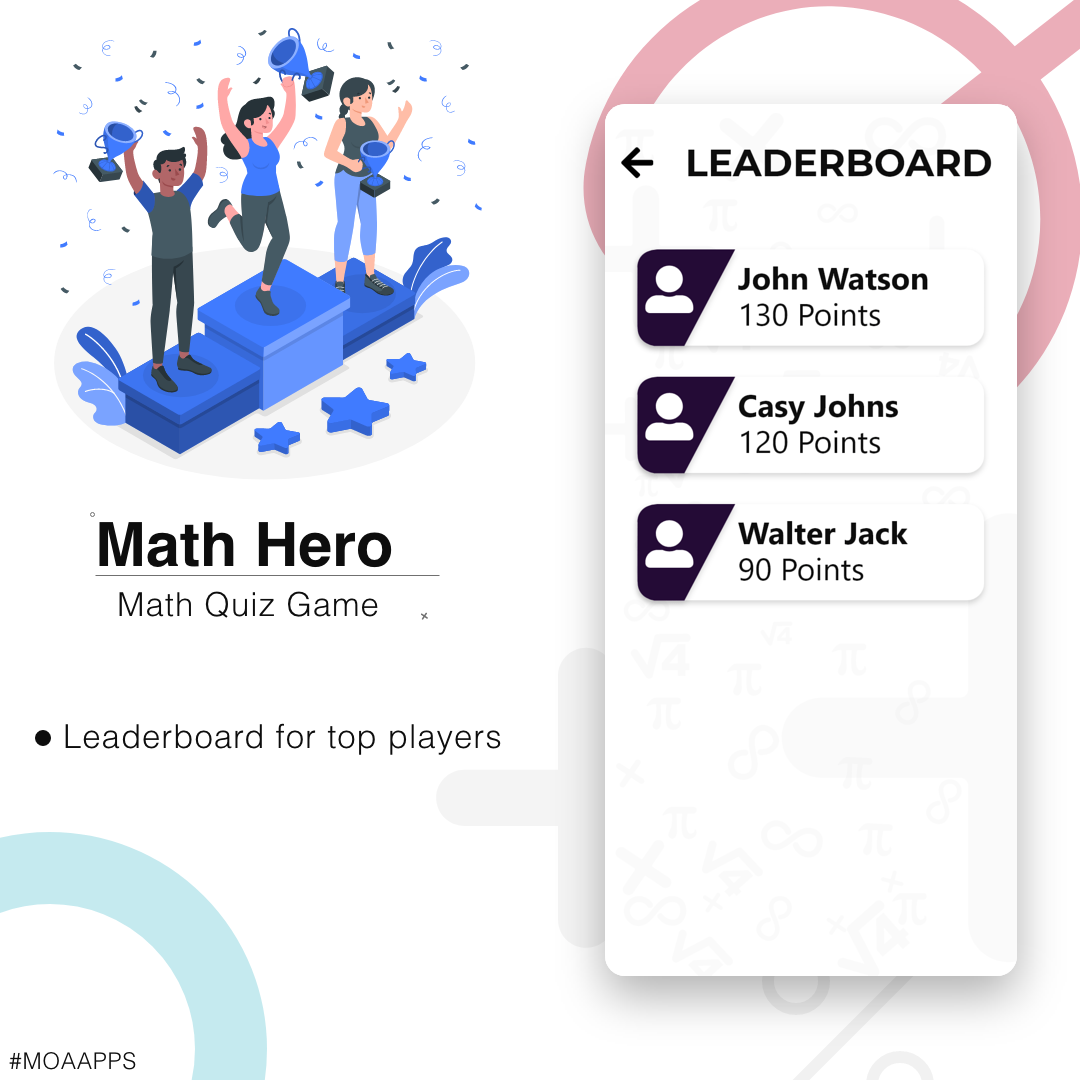 Math Hero
Math Quiz Game
● Leaderboard for top players
#MOAAPPS
LEADERBOARD
John Watson
130 Points
Casy Johns
120 Points
Walter Jack
90 Points